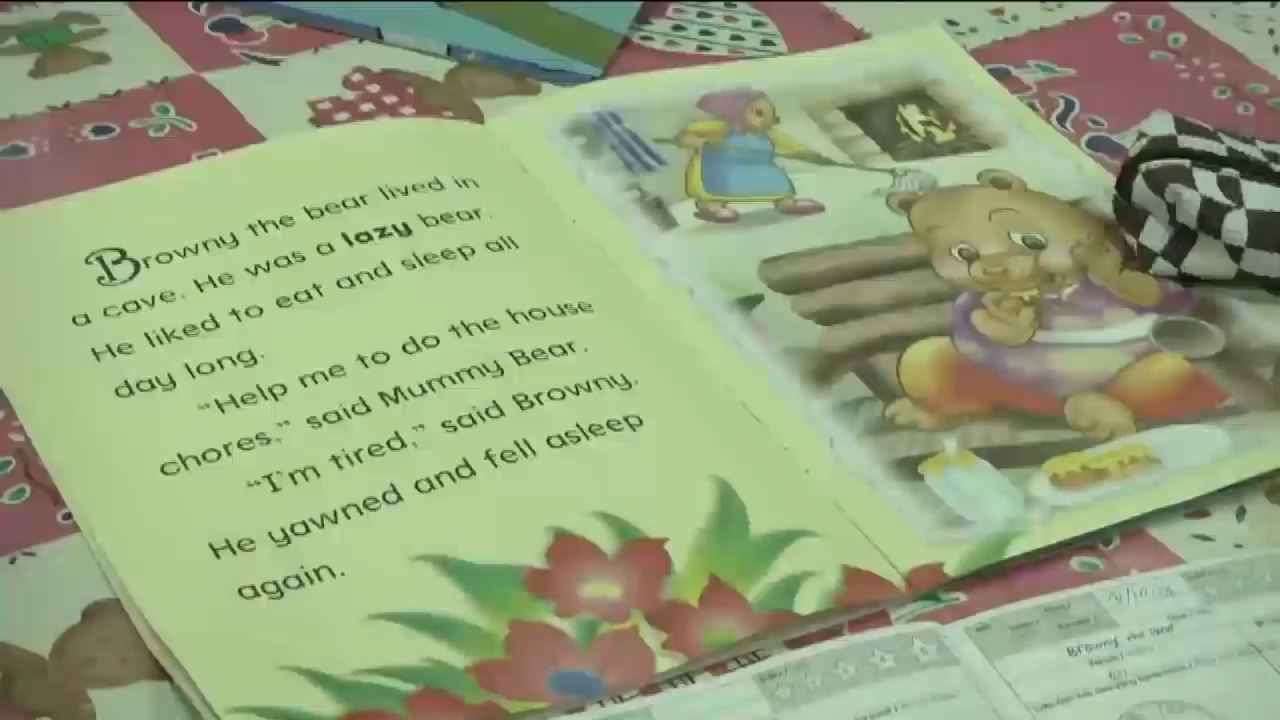 Browny the bear lived in
a cave. He was a lazy bear.
He liked to eat and sleep all
day long.
"Help me to do the house
chores," said Mummy Bear.
"I'm tired," said Browny.
He yawned and fell asleep
again.